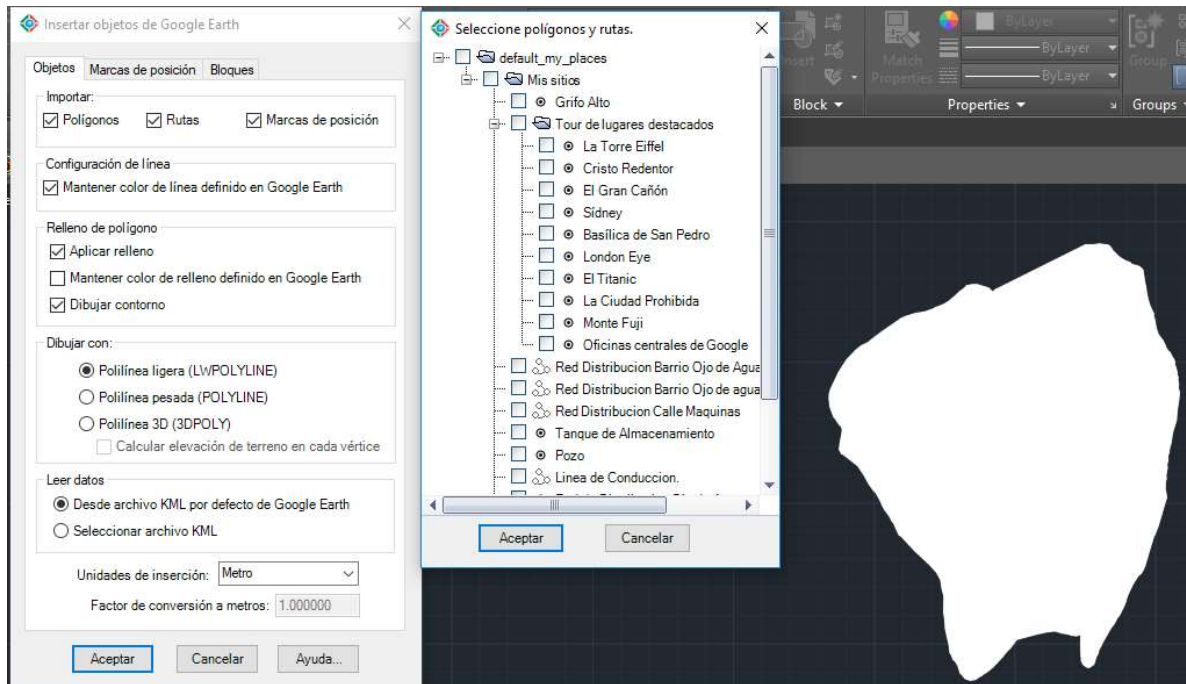 Insertar objetos de Google Earth
Objetos
Marcas de posición
Bloques
Importar:
Polígonos
Rutas
Marcas de posición
Configuración de línea
Mantener color de línea definido en Google Earth
Relleno de polígono
Aplicar relleno
Mantener color de relleno definido en Google Earth
Dibujar contorno
Dibujar con:
Polilínea ligera (LWPOLYLINE)
Polilínea pesada (POLYLINE)
Polilínea 3D (3DPOLY)
Calcular elevación de terreno en cada vértice
Leer datos
Desde archivo KML por defecto de Google Earth
Seleccionar archivo KML
Unidades de inserción: Metro
Factor de conversión a metros: 1.000000
Aceptar
Cancelar
Ayuda...
Seleccione polígonos y rutas.
default_my_places
Mis sitios
Grifo Alto
Tour de lugares destacados
La Torre Eiffel
Cristo Redentor
El Gran Cañón
Sídney
Basílica de San Pedro
London Eye
El Titanic
La Ciudad Prohibida
Monte Fuji
Oficinas centrales de Google
Red Distribucion Barrio Ojo de Agua
Red Distribucion Barrio Ojo de agua
Red Distribucion Calle Maquinas
Tanque de Almacenamiento
Pozo
Linea de Conduccion.
Aceptar
Cancelar
Match
Properties
ByLayer
ByLayer
ByLayer
Group
Block
Properties
Groups